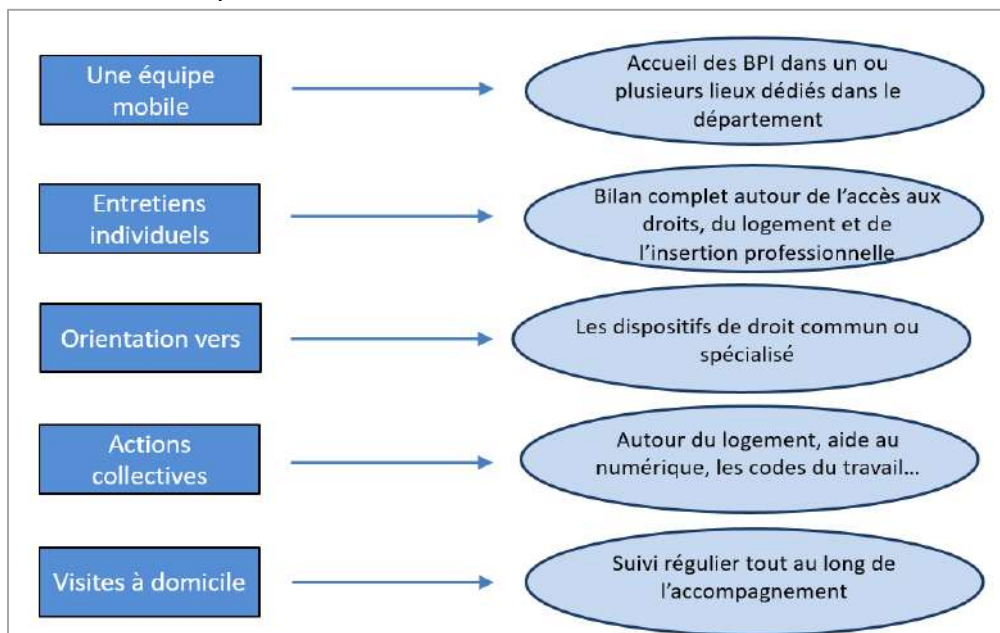 Une équipe
mobile
Accueil des BPI dans un ou
plusieurs lieux dédiés dans le
département
Entretiens
individuels
Bilan complet autour de l'accès aux
droits, du logement et de
l'insertion professionnelle
Orientation vers
Les dispositifs de droit commun ou
spécialisé
Actions
collectives
Autour du logement, aide au
numérique, les codes du travail…
Visites à domicile
Suivi régulier tout au long de
l'accompagnement